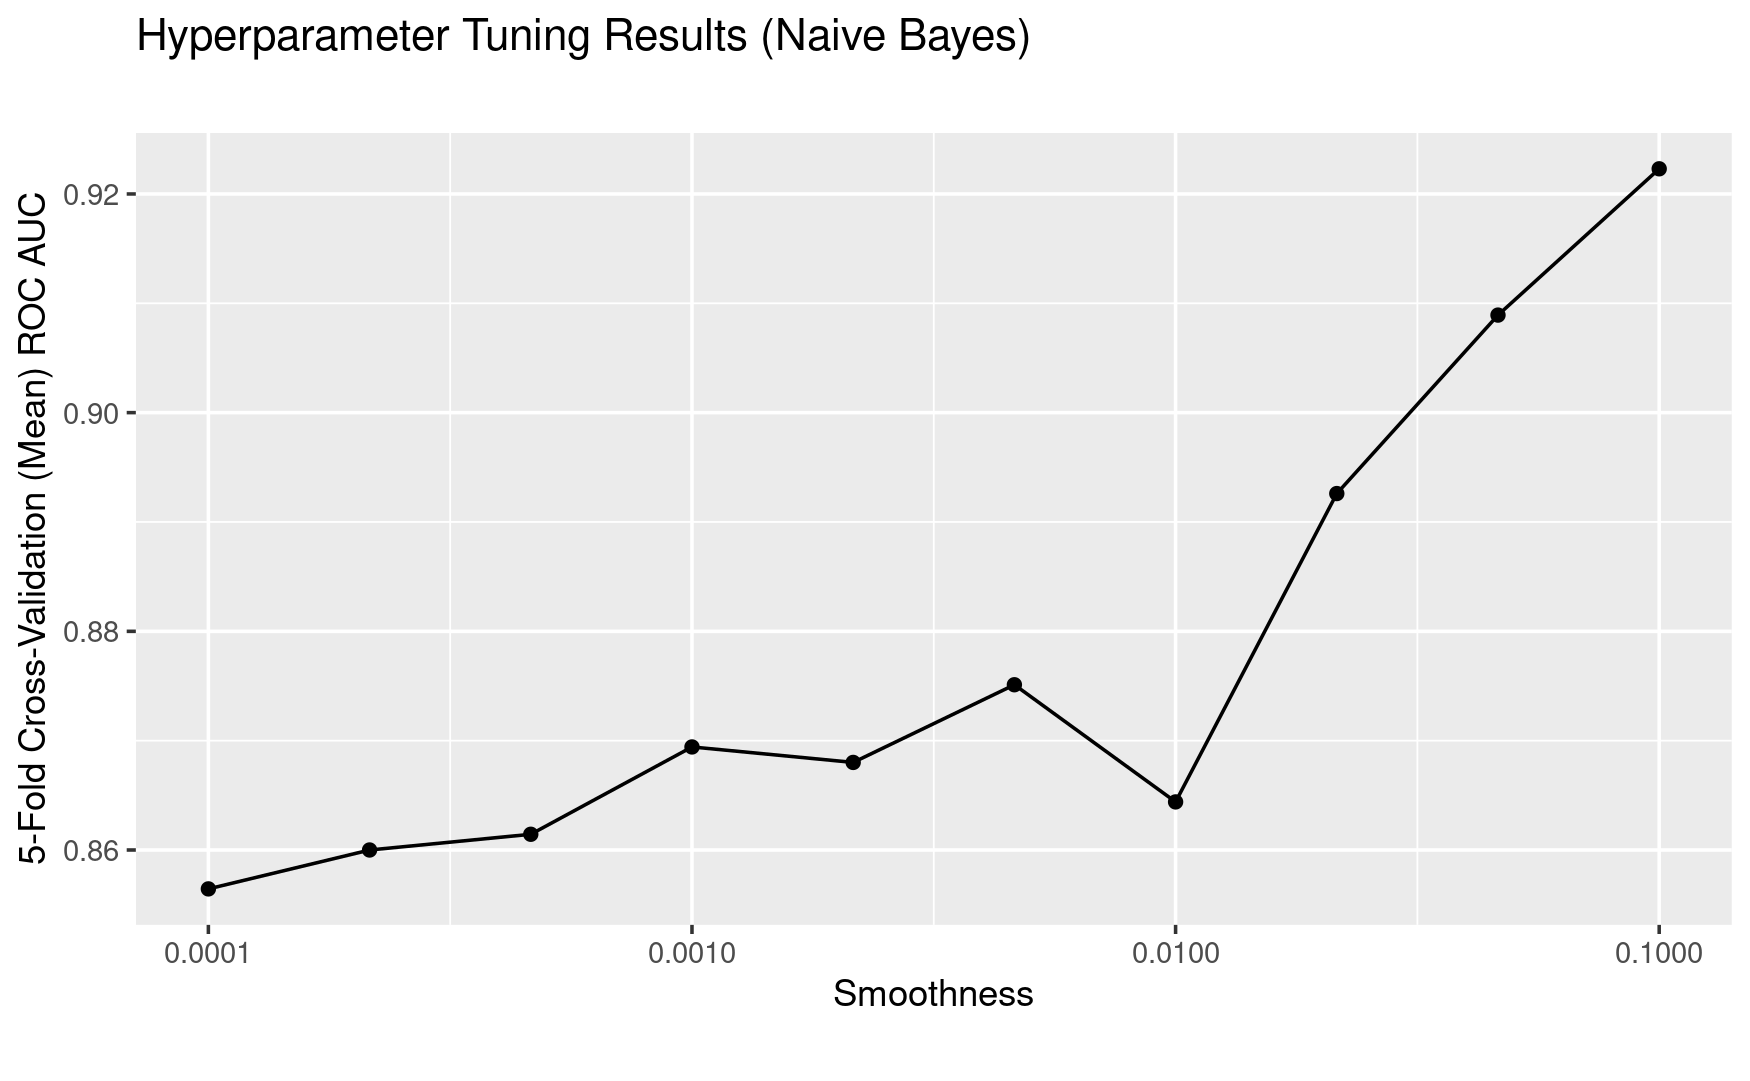 Hyperparameter Tuning Results (Naive Bayes)
5-Fold Cross-Validation (Mean) ROC AUC
0.92
0.90
0.88
0.86
0.0001
0.0010
0.0100
0.1000
Smoothness